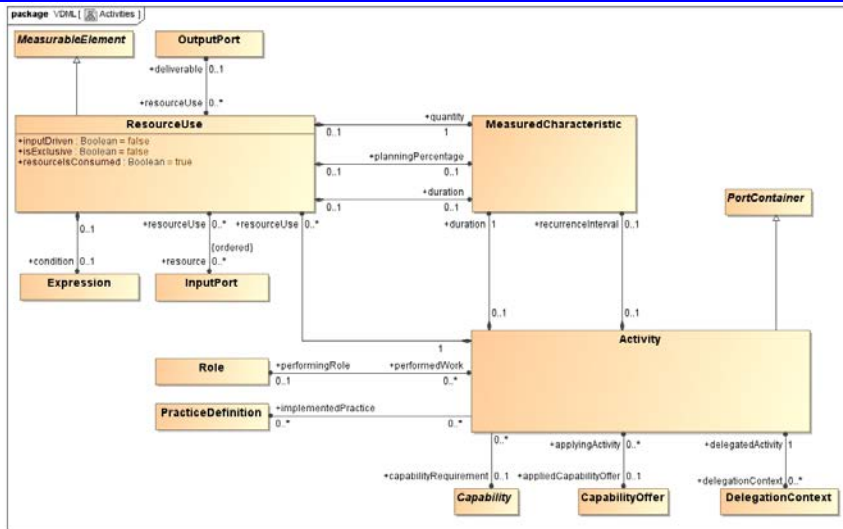 package VDML [ Activities ]
MeasurableElement
OutputPort
+deliverable 0..1
+resourceUse 0..*
ResourceUse
+inputDriven : Boolean = false
+isExclusive : Boolean = false
+resourceIsConsumed : Boolean = true
+quantity
0..1 1
+planningPercentage
0..1 0..1
+duration
0..1 0..1
MeasuredCharacteristic
PortContainer
0..1
+condition 0..1
Expression
+resourceUse 0..*
{ordered}
+resource 0..*
InputPort
+resourceUse 0..*
1
+duration 1
0..1
+recurrenceInterval 0..1
0..1
Activity
Role
+performingRole +performedWork
0..1 0..*
PracticeDefinition
+implementedPractice
0..* 0..*
0..*
+capabilityRequirement 0..1
Capability
+applyingActivity 0..*
+appliedCapabilityOffer 0..1
CapabilityOffer
+delegatedActivity 1
+delegationContext 0..*
DelegationContext